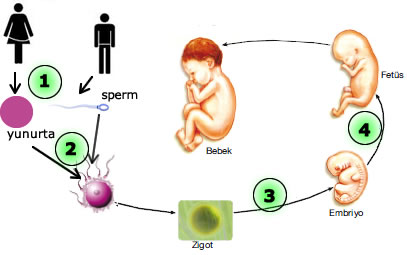 1
sperm
yunurta
2
Bebek
Fetüs
4
3
Embriyo
Zigot